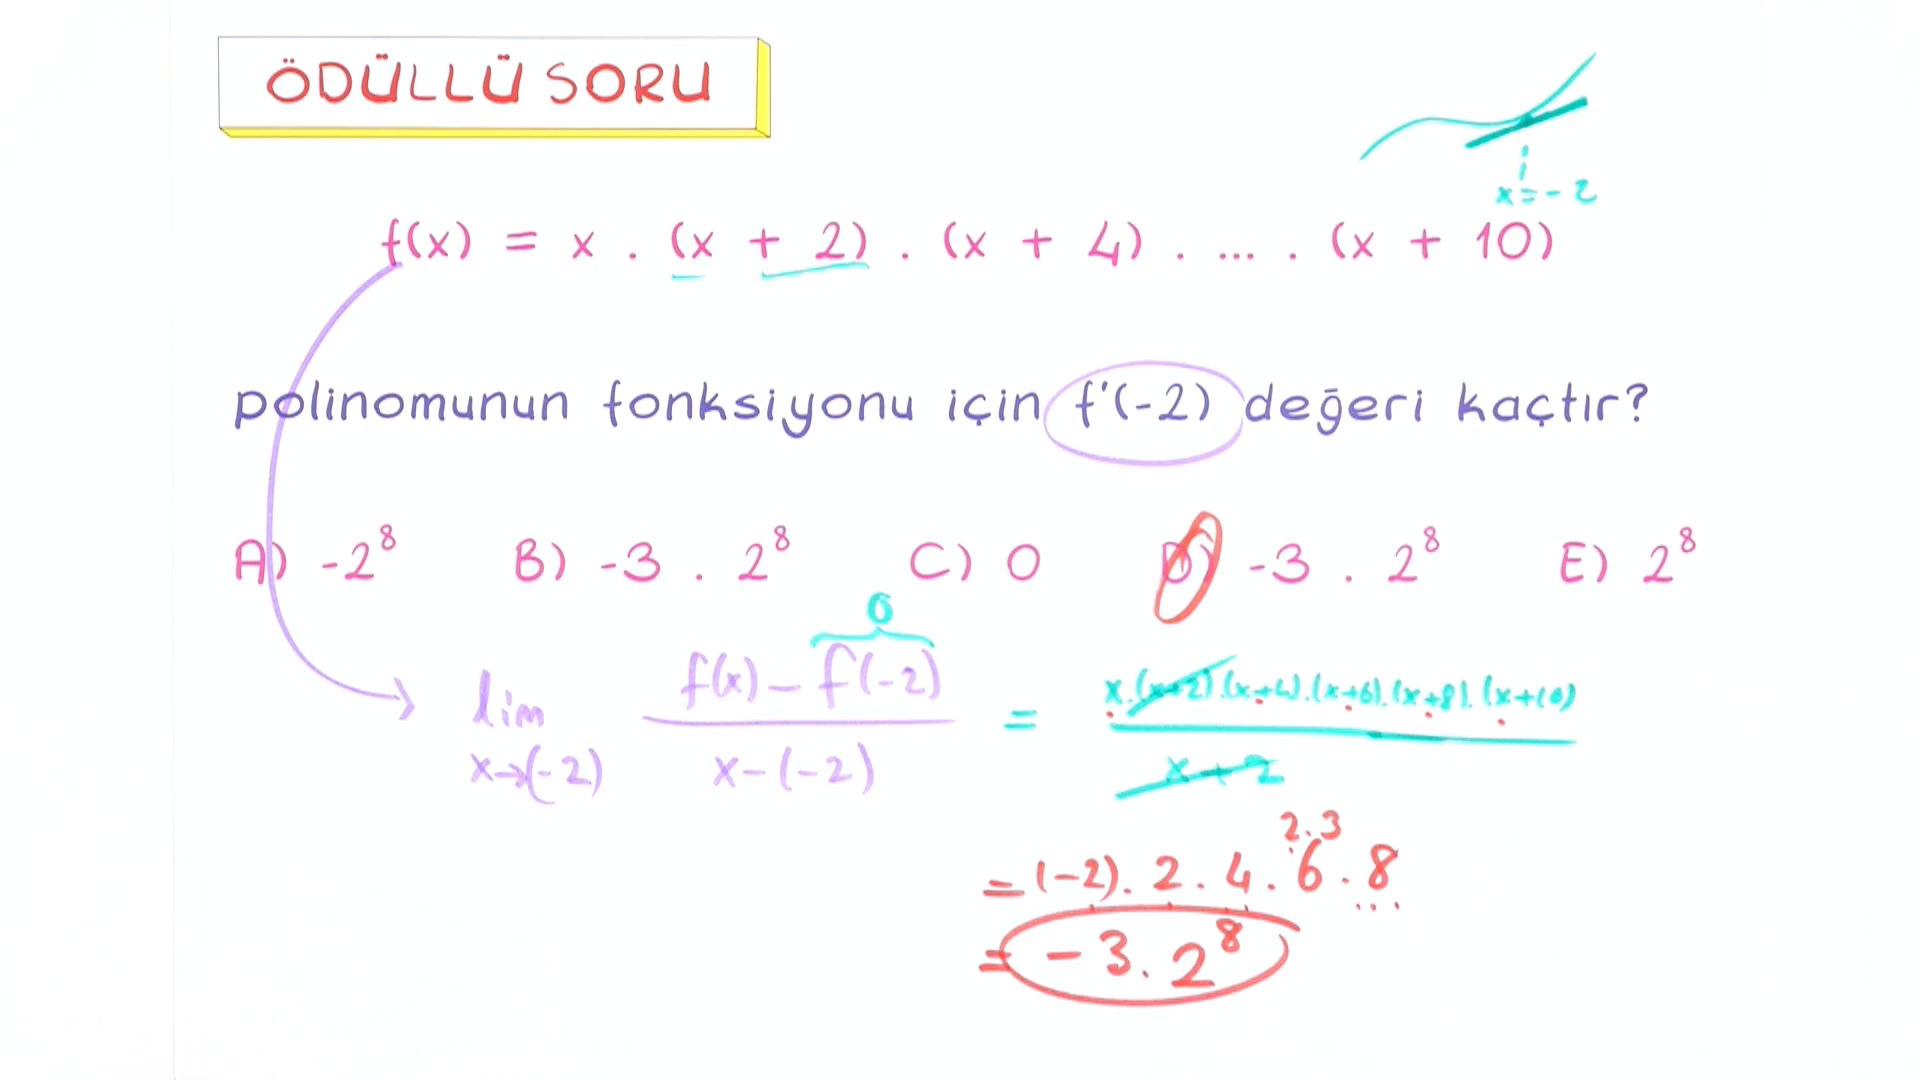 ÖDÜLLÜ SORU
x=-2
f(x) = x . (x + 2) . (x + 4) . ... . (x + 10)
polinomunun fonksiyonu için f'(-2) değeri kaçtır?
A) -2⁸ B) -3 . 2⁸ C) 0 D) -3 . 2⁸ E) 2⁸
0
lim x→(-2) f(x) - f(-2) / x-(-2) = x.(x+2).(x+4).(x+6).(x+8).(x+10) / x+2
2.3
= (-2). 2 . 4 . 6 . 8
= -3. 2⁸